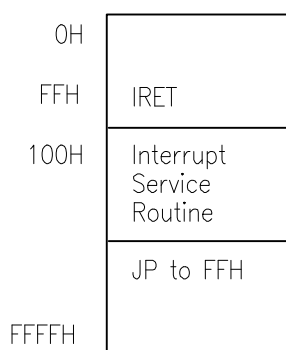 0H
FFH IRET
100H Interrupt
Service
Routine
JP to FFH
FFFFH